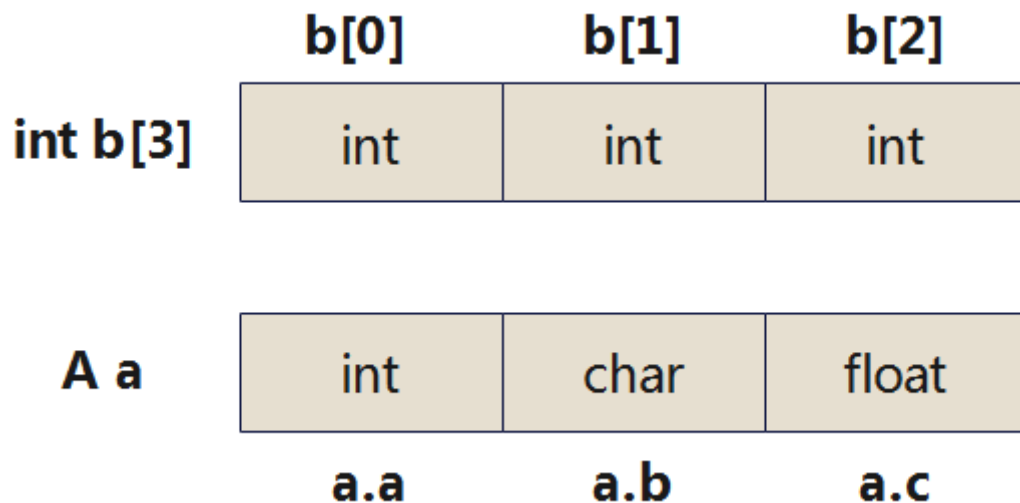 b[0] b[1] b[2]
int b[3] int int int
A a int char float
a.a a.b a.c